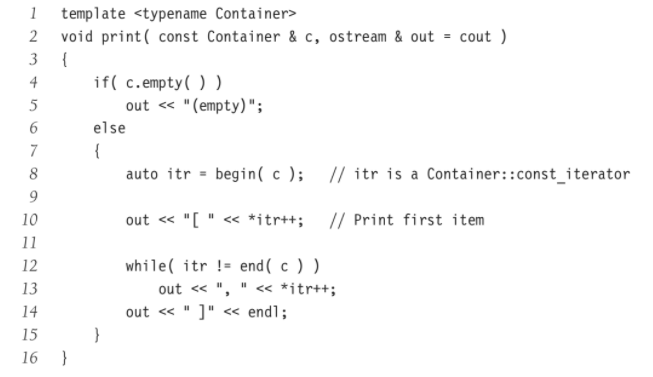 1 template <typename Container>
2 void print( const Container & c, ostream & out = cout )
3 {
4     if( c.empty( ) )
5         out << "(empty)";
6     else
7     {
8         auto itr = begin( c );   // itr is a Container::const_iterator
9
10         out << "[ " << *itr++;   // Print first item
11
12         while( itr != end( c ) )
13             out << ", " << *itr++;
14         out << " ]" << endl;
15     }
16 }